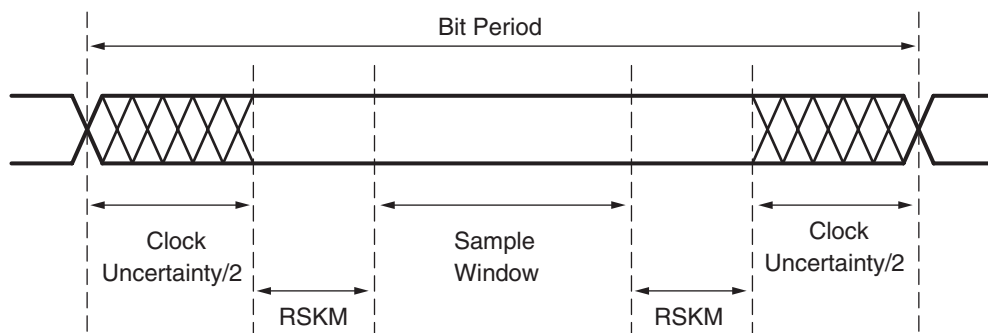 Bit Period
Clock
Uncertainty/2
Sample
Window
Clock
Uncertainty/2
RSKM
RSKM